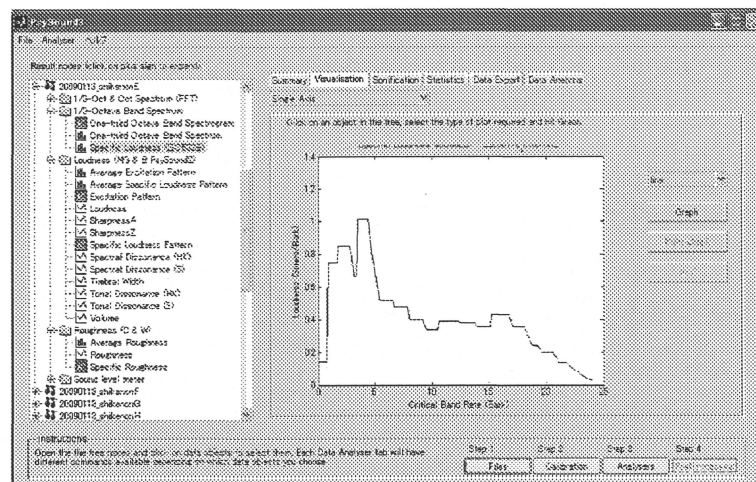 PsySound3
File Analyser ヘルプ
Result nodes (click on plus sign to expand)
20090113_shikenonE
1/3-Oct & Oct Spectrum (FFT)
1/3-Octave Band Spectrum
One-third Octave Band Spectrogram
One-third Octave Band Spectrum
Specific Loudness (ISO532B)
Loudness (MG & B PsySound2)
Average Excitation Pattern
Average Specific Loudness Pattern
Excitation Pattern
Loudness
SharpnessA
SharpnessZ
Specific Loudness Pattern
Spectral Dissonance (HK)
Spectral Dissonance (S)
Timbral Width
Tonal Dissonance (HK)
Tonal Dissonance (S)
Volume
Roughness (D & W)
Average Roughness
Roughness
Specific Roughness
Sound level meter
20090113_shikenonF
20090113_shikenonG
20090113_shikenonH
Summary Visualisation Sonification Statistics Data Export Data Analysis
Single Axis
Click on an object in the tree, select the type of plot required and hit Graph.
1.4
1.2
1
0.8
0.6
0.4
0.2
0
0 5 10 15 20 25
Loudness (Sones/Bark)
Critical Band Rate (Bark)
line
Graph
Instructions
Open the file tree nodes and click on data objects to select them. Each Data Analyser tab will have
different commands available depending on which data objects you choose
Step 1 Step 2 Step 3 Step 4
Files Calibration Analysers